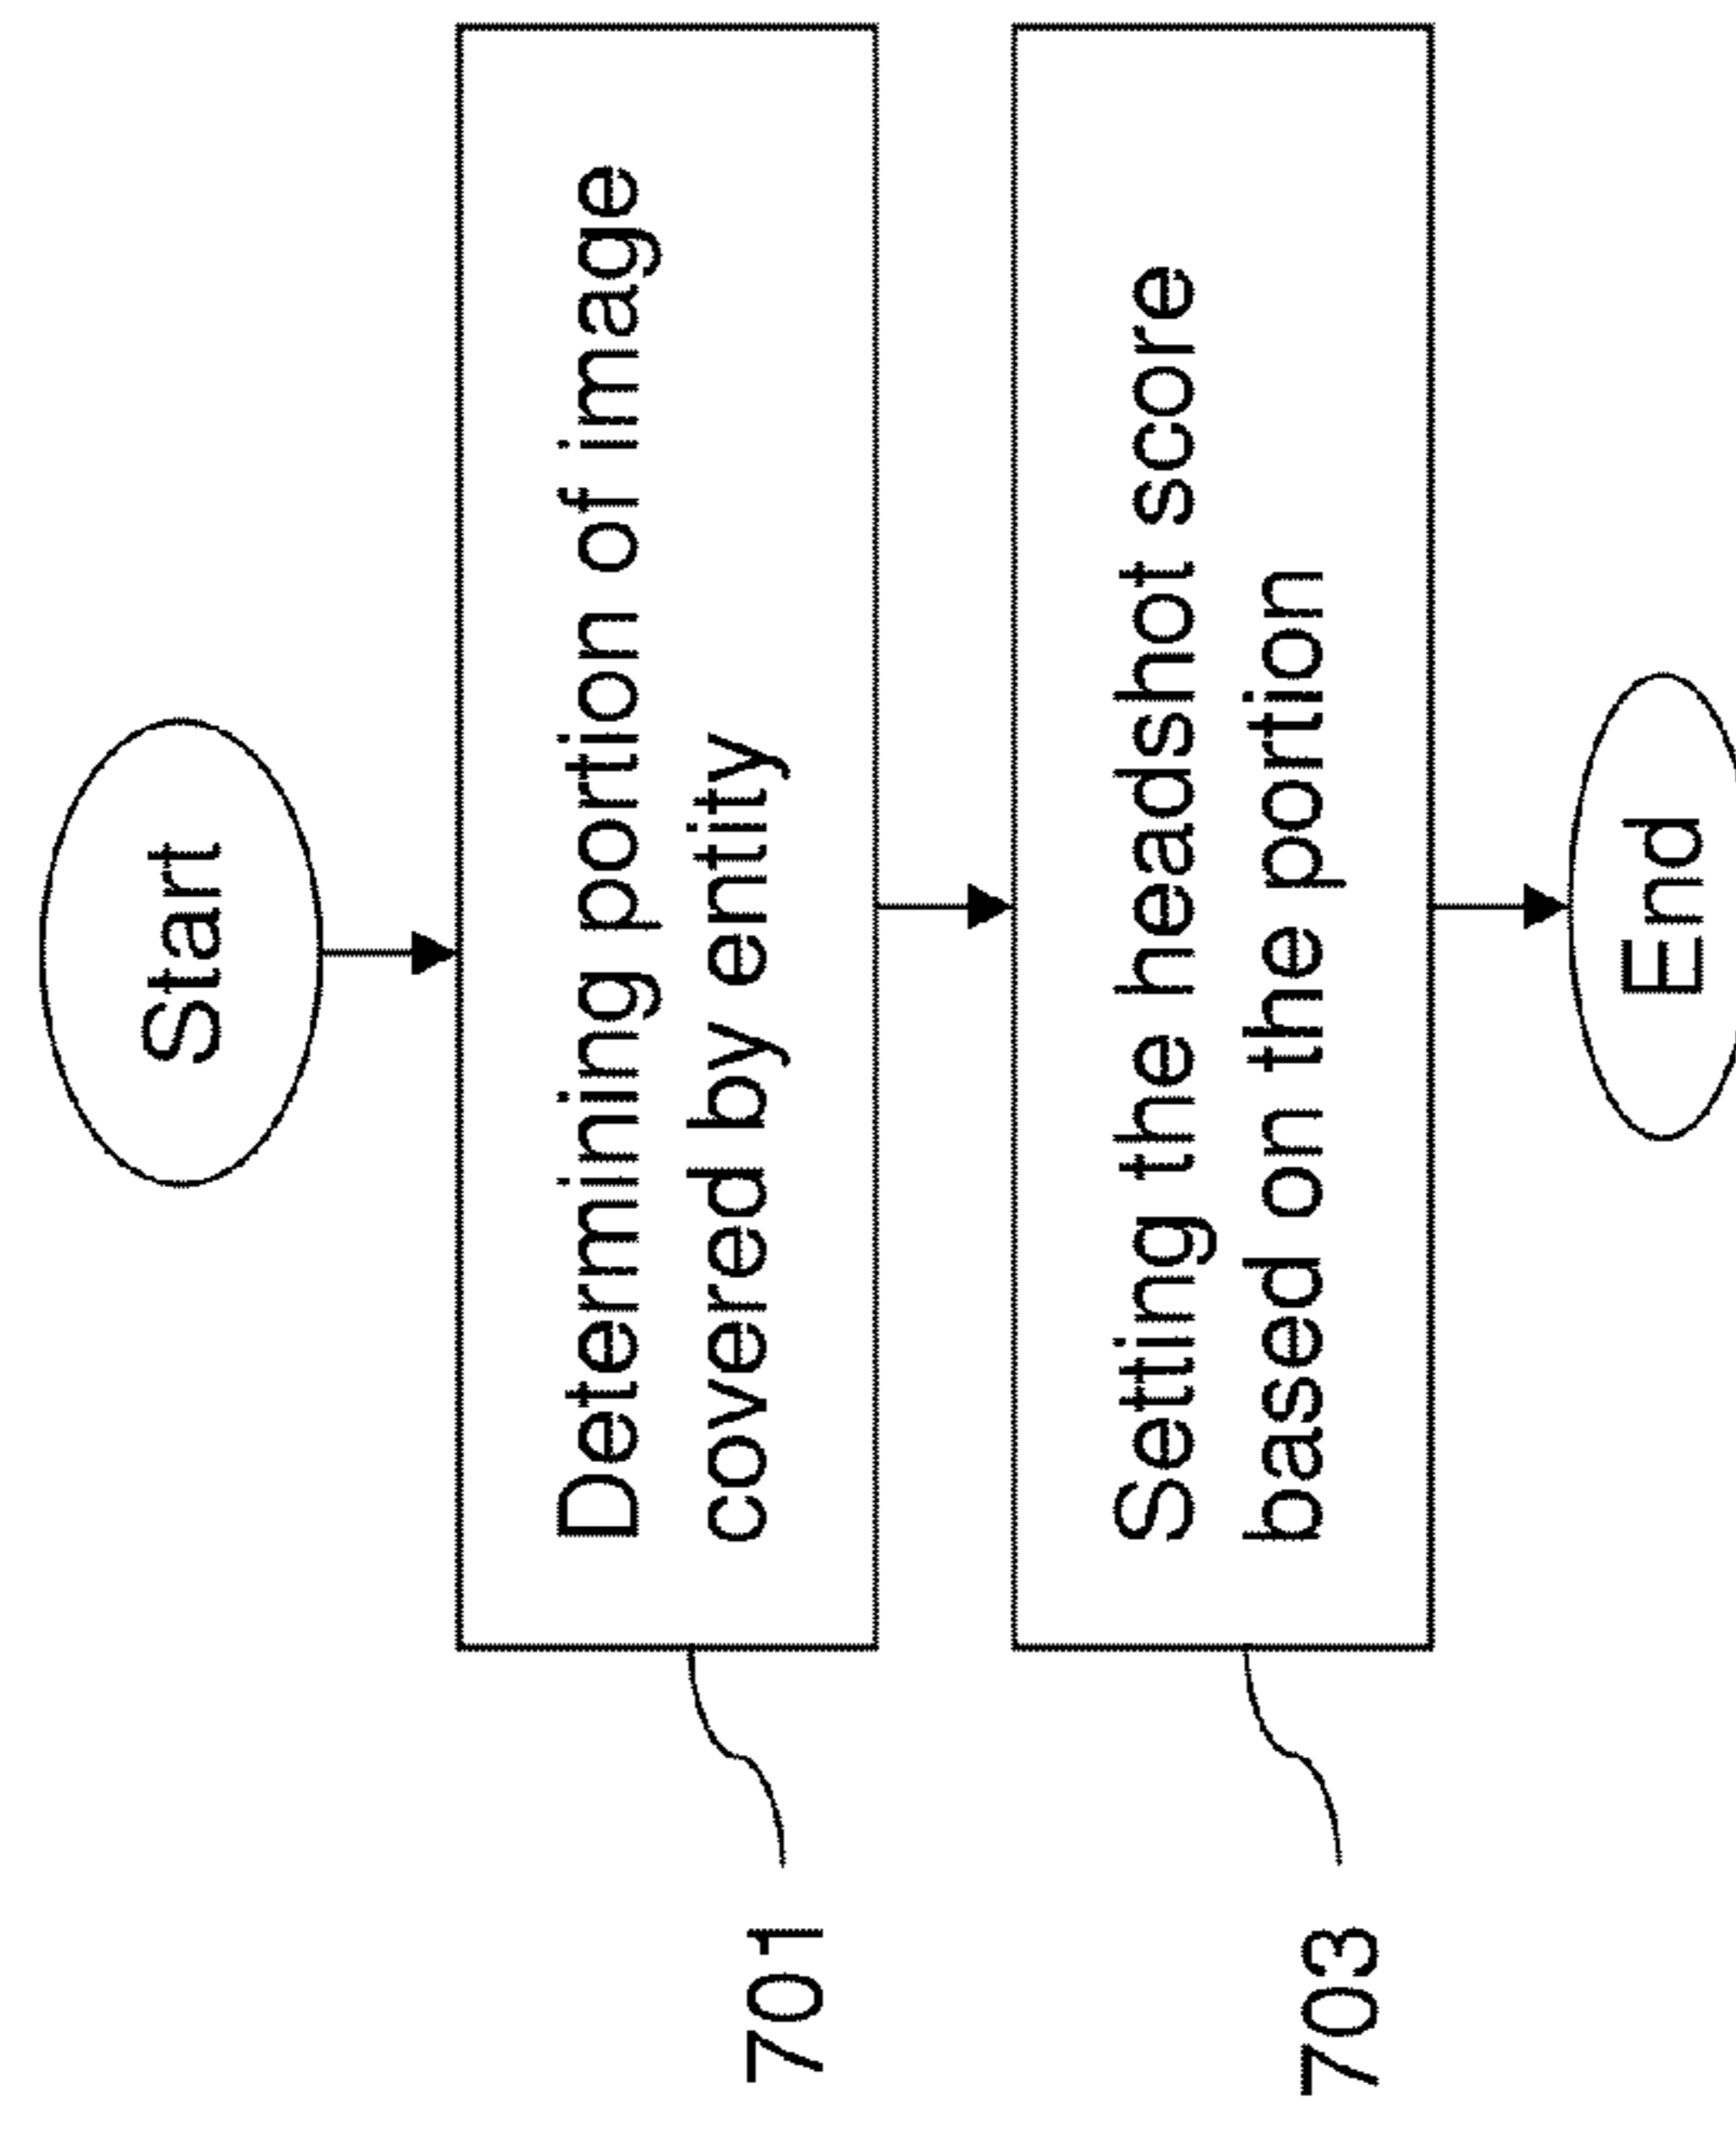 Start
Determining portion of image
covered by entity
701
Setting the headshot score
based on the portion
703
End